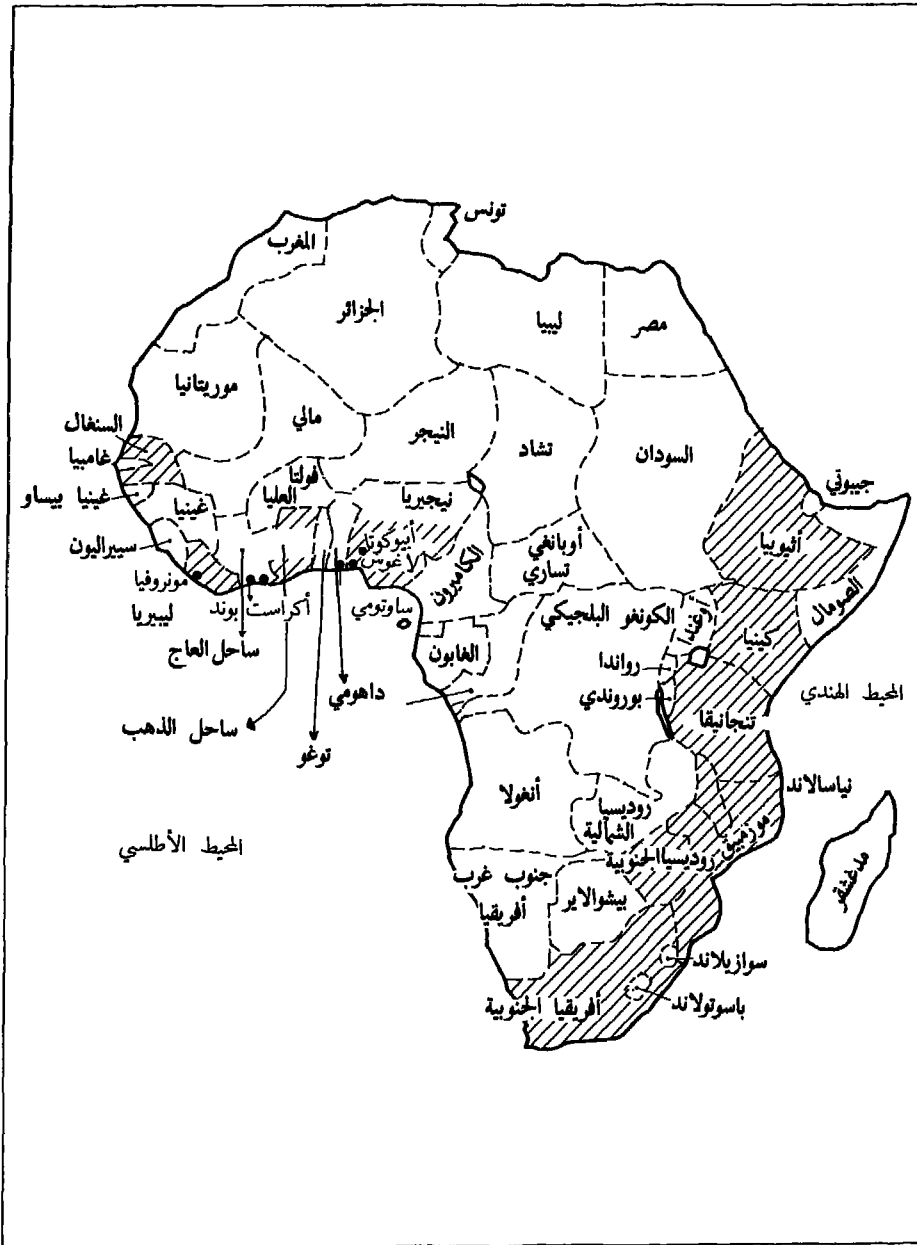 تونس
المغرب
الجزائر
ليبيا
مصر
موريتانيا
مالي
النيجر
تشاد
السودان
السنغال
غامبيا
غينيا بيساو
غينيا
فولتا
العليا
نيجيريا
جيبوتي
أثيوبيا
الصومال
سييراليون
مونروفيا
ليبيريا
أبيوكوتا
لاغوس
الكاميرون
أوبانغي
تساري
أكراست بوند
ساوتومي
الكونغو البلجيكي
أوغندا
كينيا
ساحل العاج
الغابون
رواندا
بوروندي
داهومي
المحيط الهندي
تنجانيقا
ساحل الذهب
توغو
أنغولا
روديسيا
الشمالية
نياسالاند
موزمبيق
روديسيا الجنوبية
مدغشقر
المحيط الأطلسي
جنوب غرب
أفريقيا
بيشوالاير
سوازيلاند
باسوتولاند
أفريقيا الجنوبية